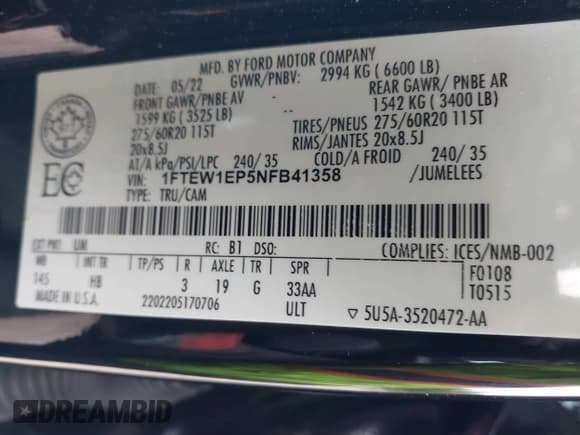 MFD. BY FORD MOTOR COMPANY
DATE: 05/22 GVWR/PNBV: 2994 KG ( 6600 LB)
FRONT GAWR/PNBE AV REAR GAWR/ PNBE AR
1599 KG ( 3525 LB) 1542 KG ( 3400 LB)
275/60R20 115T TIRES/PNEUS 275/60R20 115T
20x8.5J RIMS/JANTES 20x8.5J
AT/A kPa/PSI/LPC 240/ 35 COLD/A FROID 240/ 35
VIN: 1FTEW1EP5NFB41358 /JUMELEES
TYPE: TRU/CAM
EC
EXT PNT: UM RC: B1 DSO: COMPLIES: ICES/NMB-002
WB INT TR TP/PS R AXLE TR SPR F0108
145 HB 3 19 G 33AA T0515
MADE IN U.S.A. 2202205170706 ULT ▽ 5U5A-3520472-AA
DREAMBID